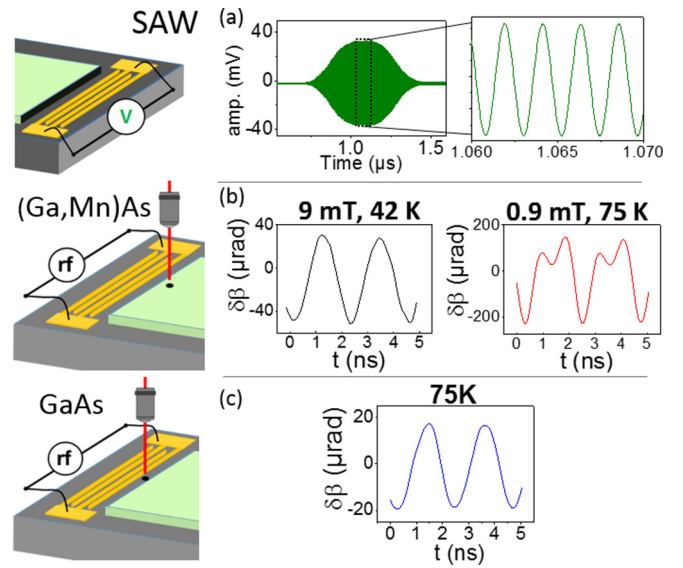 SAW
(a)
amp. (mV)
40
0
-40
1.0
1.5
Time (µs)
1.060
1.065
1.070
V
(Ga,Mn)As
rf
(b)
9 mT, 42 K
δβ (µrad)
40
0
-40
0 1 2 3 4 5
t (ns)
0.9 mT, 75 K
δβ (µrad)
200
0
-200
0 1 2 3 4 5
t (ns)
GaAs
rf
(c)
75K
δβ (µrad)
20
0
-20
0 1 2 3 4 5
t (ns)